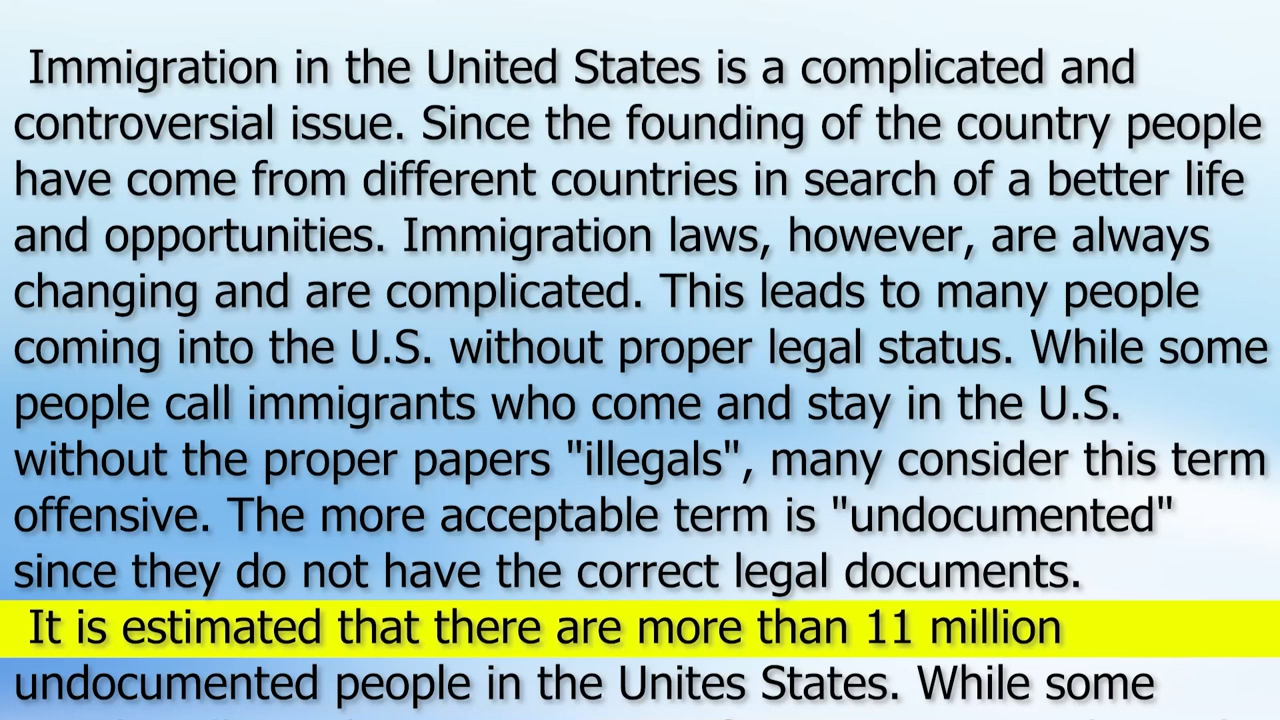 Immigration in the United States is a complicated and
controversial issue. Since the founding of the country people
have come from different countries in search of a better life
and opportunities. Immigration laws, however, are always
changing and are complicated. This leads to many people
coming into the U.S. without proper legal status. While some
people call immigrants who come and stay in the U.S.
without the proper papers "illegals", many consider this term
offensive. The more acceptable term is "undocumented"
since they do not have the correct legal documents.
It is estimated that there are more than 11 million
undocumented people in the Unites States. While some